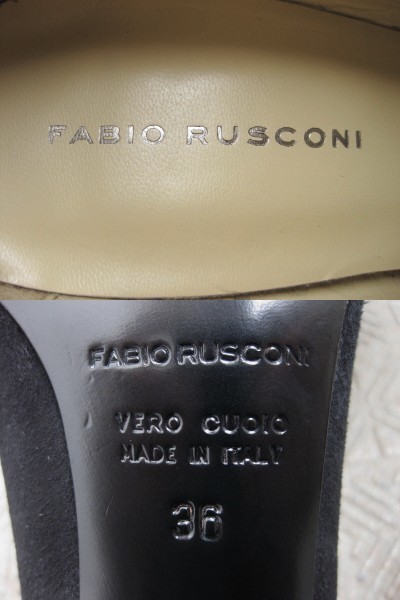 FABIO RUSCONI
FABIO RUSCONI
VERO CUOIO
MADE IN ITALY
36